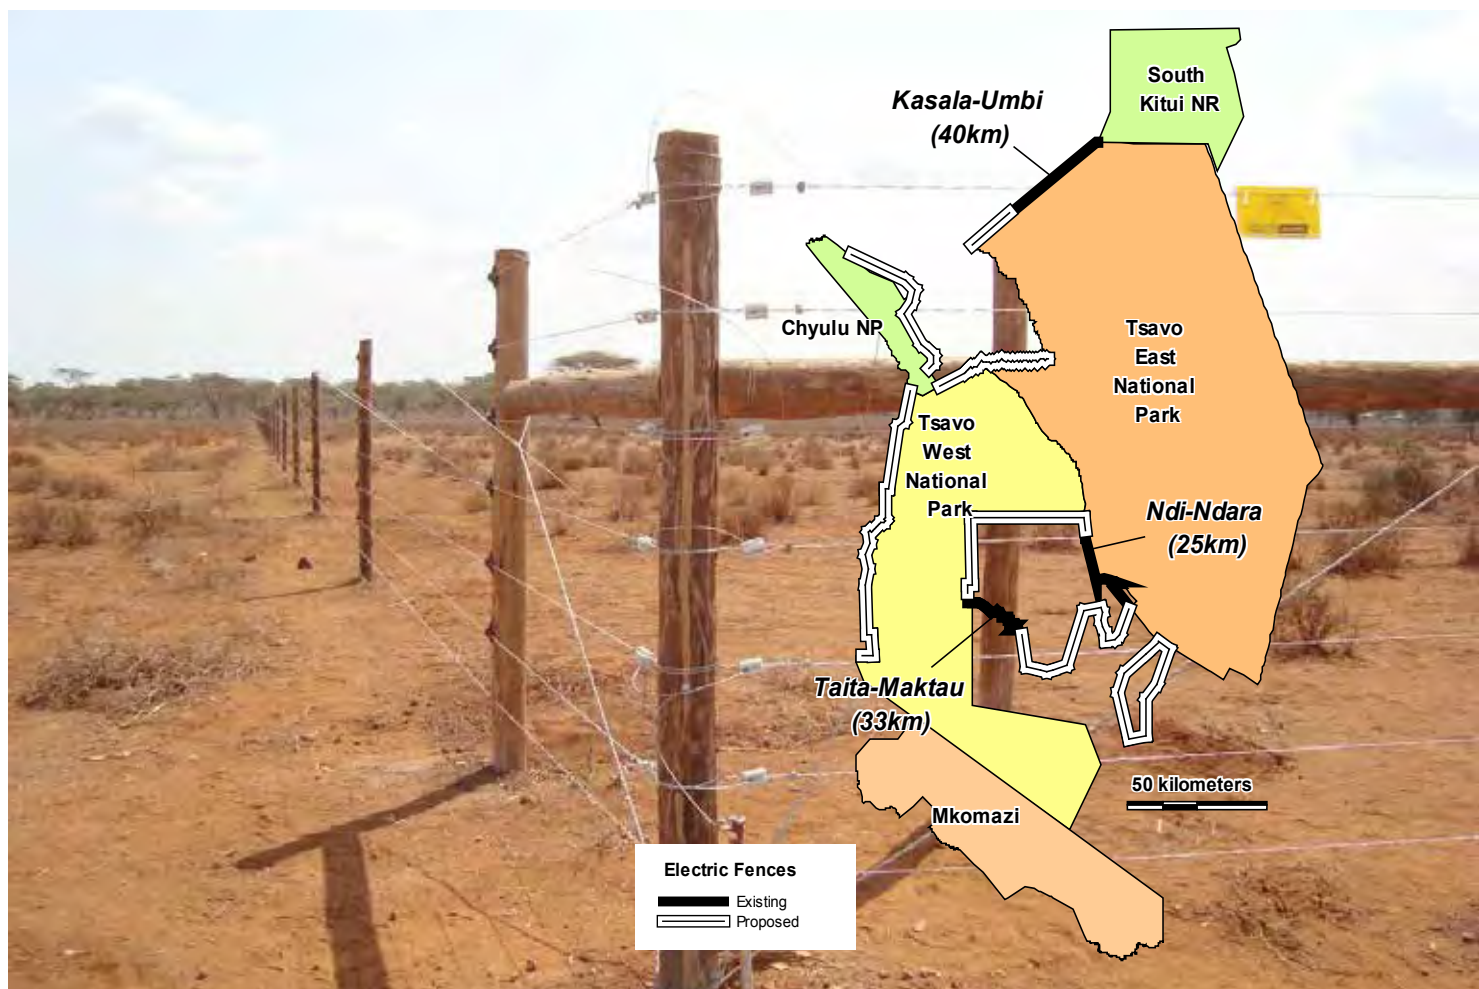 South
Kitui NR
Kasala-Umbi
(40km)
Chyulu NP
Tsavo
East
National
Park
Tsavo
West
National
Park
Ndi-Ndara
(25km)
Taita-Maktau
(33km)
50 kilometers
Mkomazi
Electric Fences
Existing
Proposed